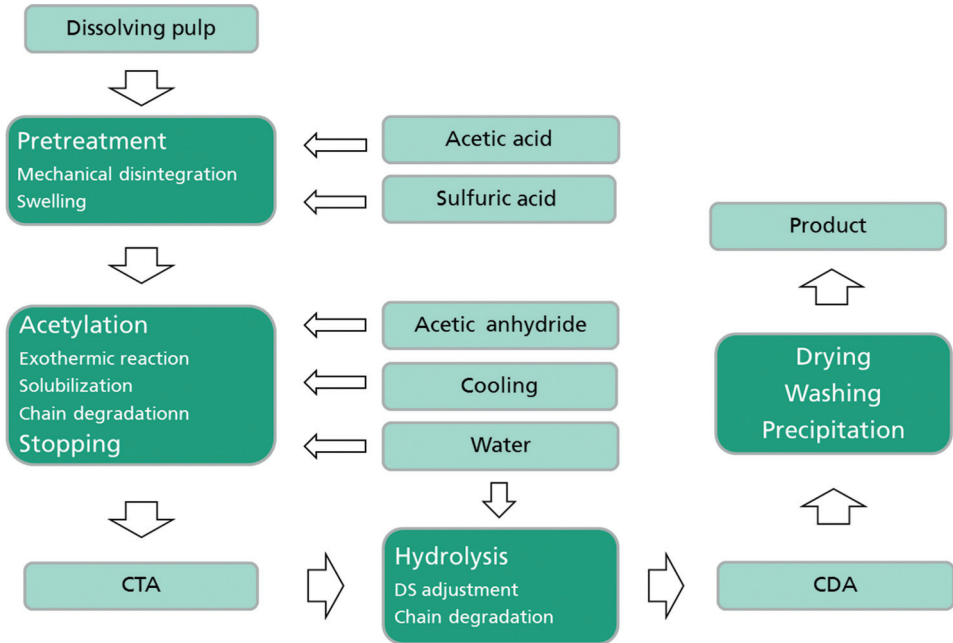 Dissolving pulp
Pretreatment
Mechanical disintegration
Swelling
Acetic acid
Sulfuric acid
Acetylation
Exothermic reaction
Solubilization
Chain degradationn
Stopping
Acetic anhydride
Cooling
Water
CTA
Hydrolysis
DS adjustment
Chain degradation
CDA
Drying
Washing
Precipitation
Product